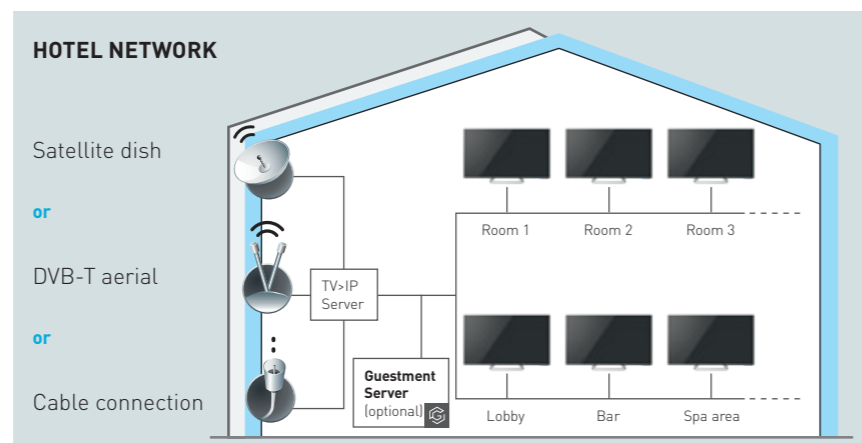 HOTEL NETWORK
Satellite dish
or
DVB-T aerial
or
Cable connection
TV>IP
Server
Guestment
Server
(optional)
Room 1
Room 2
Room 3
Lobby
Bar
Spa area